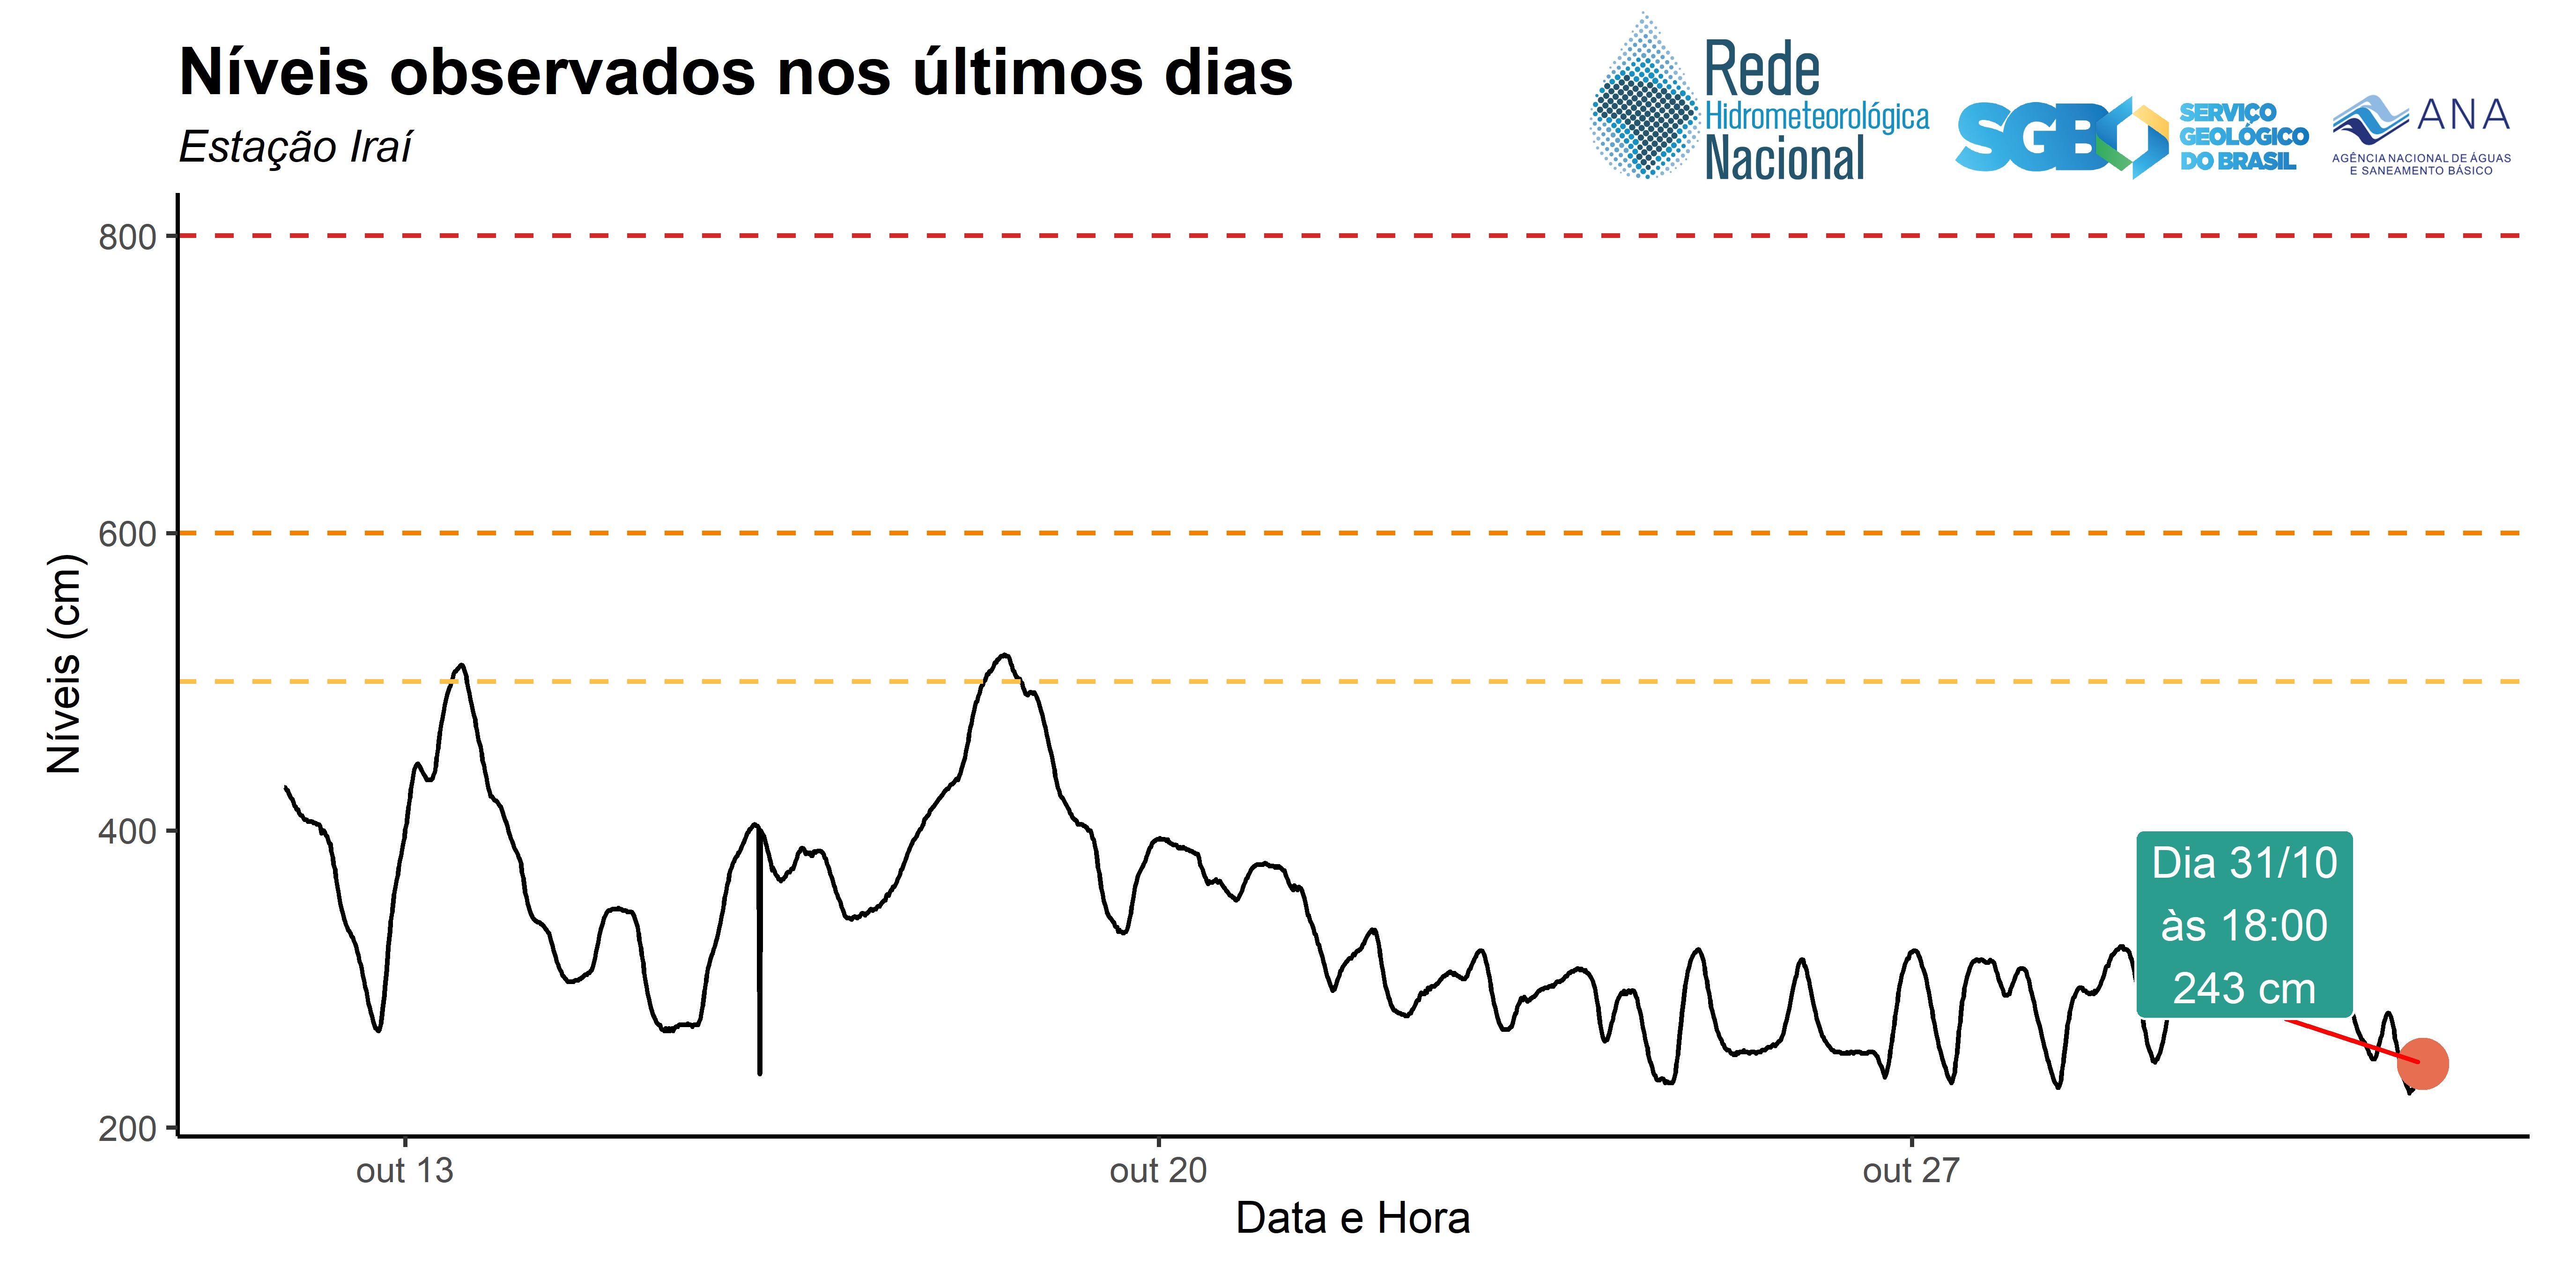 Níveis observados nos últimos dias
Estação Iraí
Rede
Hidrometeorológica
Nacional
SGB
SERVIÇO
GEOLÓGICO
DO BRASIL
ANA
AGÊNCIA NACIONAL DE ÁGUAS
E SANEAMENTO BÁSICO
Níveis (cm)
800
600
400
200
Dia 31/10
às 18:00
243 cm
out 13
out 20
out 27
Data e Hora